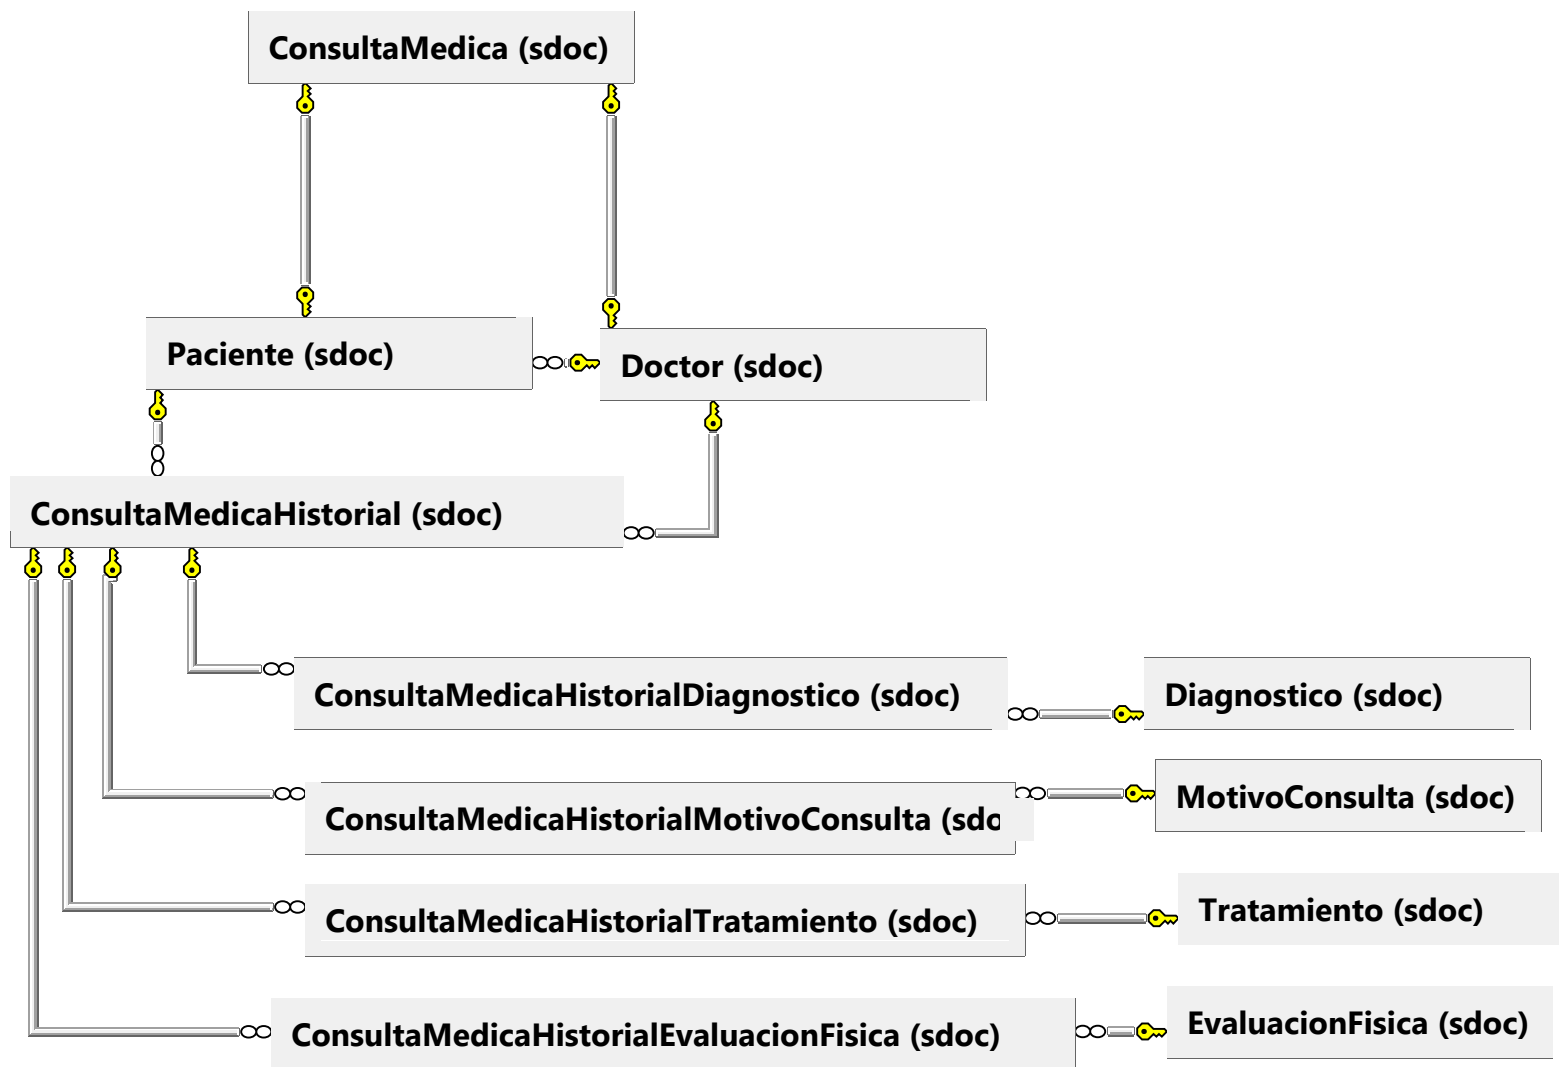 ConsultaMedica (sdoc)
Paciente (sdoc)
Doctor (sdoc)
ConsultaMedicaHistorial (sdoc)
ConsultaMedicaHistorialDiagnostico (sdoc)
Diagnostico (sdoc)
MotivoConsulta (sdoc)
ConsultaMedicaHistorialMotivoConsulta (sdo
Tratamiento (sdoc)
ConsultaMedicaHistorialTratamiento (sdoc)
EvaluacionFisica (sdoc)
ConsultaMedicaHistorialEvaluacionFisica (sdoc)